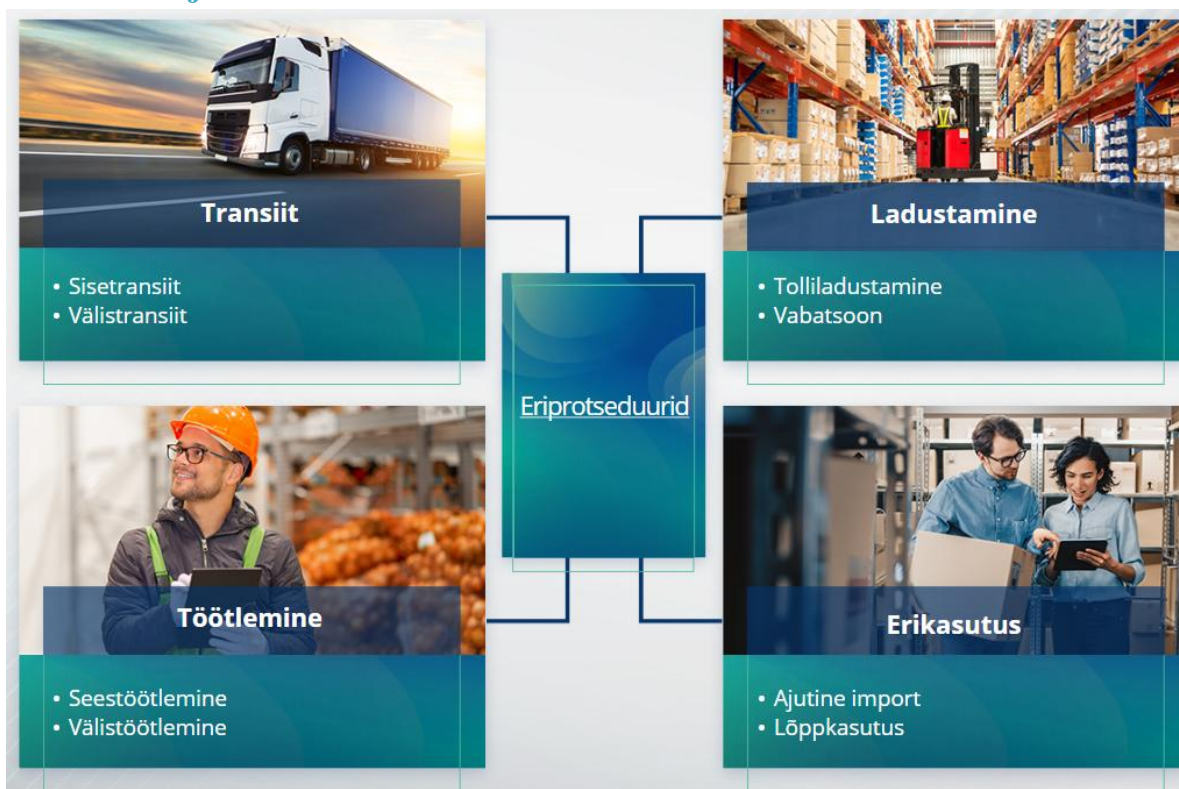 Transiit
• Sisetransiit
• Välistransiit
Ladustamine
• Tolliladustamine
• Vabatsoon
Eriprotseduurid
Töötlemine
• Seestöötlemine
• Välistöötlemine
Erikasutus
• Ajutine import
• Lõppkasutus